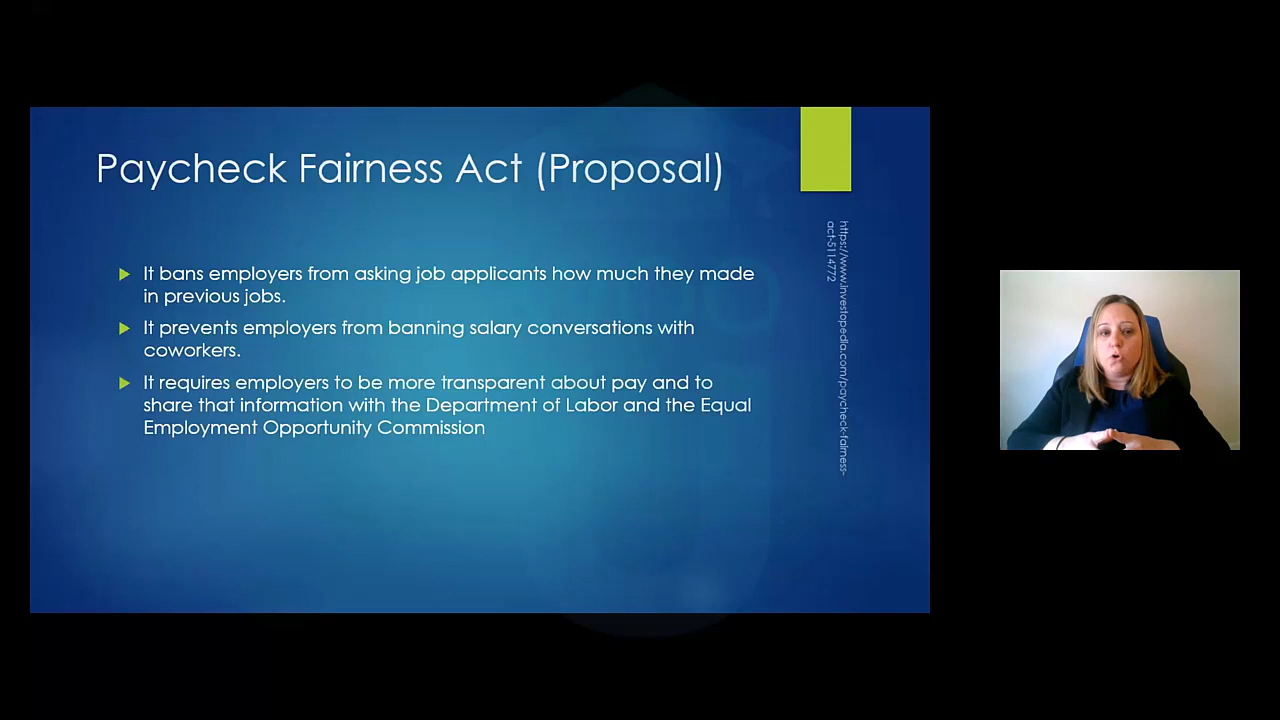 Paycheck Fairness Act (Proposal)
It bans employers from asking job applicants how much they made
in previous jobs.
It prevents employers from banning salary conversations with
coworkers.
It requires employers to be more transparent about pay and to
share that information with the Department of Labor and the Equal
Employment Opportunity Commission
https://www.investopedia.com/paycheck-fairness-
act-5114772